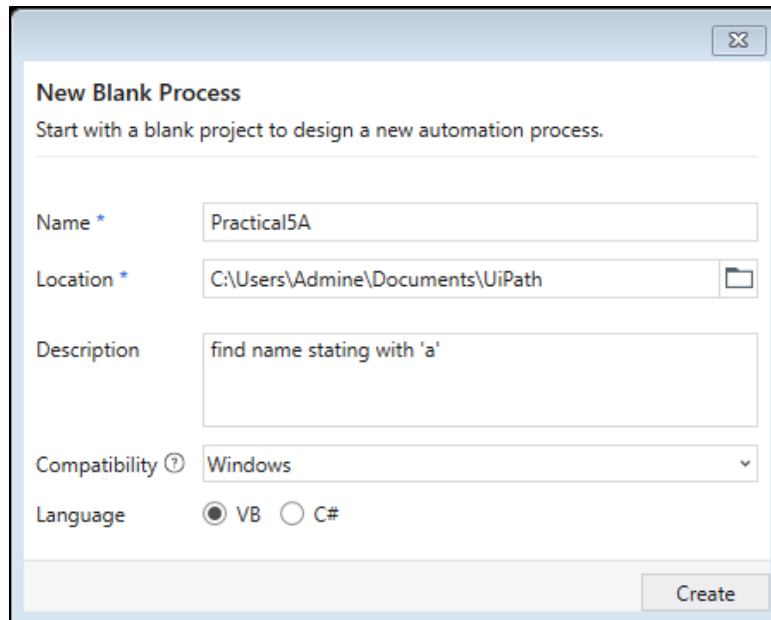 New Blank Process
Start with a blank project to design a new automation process.
Name *
Practical5A
Location *
C:\Users\Admine\Documents\UiPath
Description
find name stating with 'a'
Compatibility ?
Windows
Language
VB
C#
Create